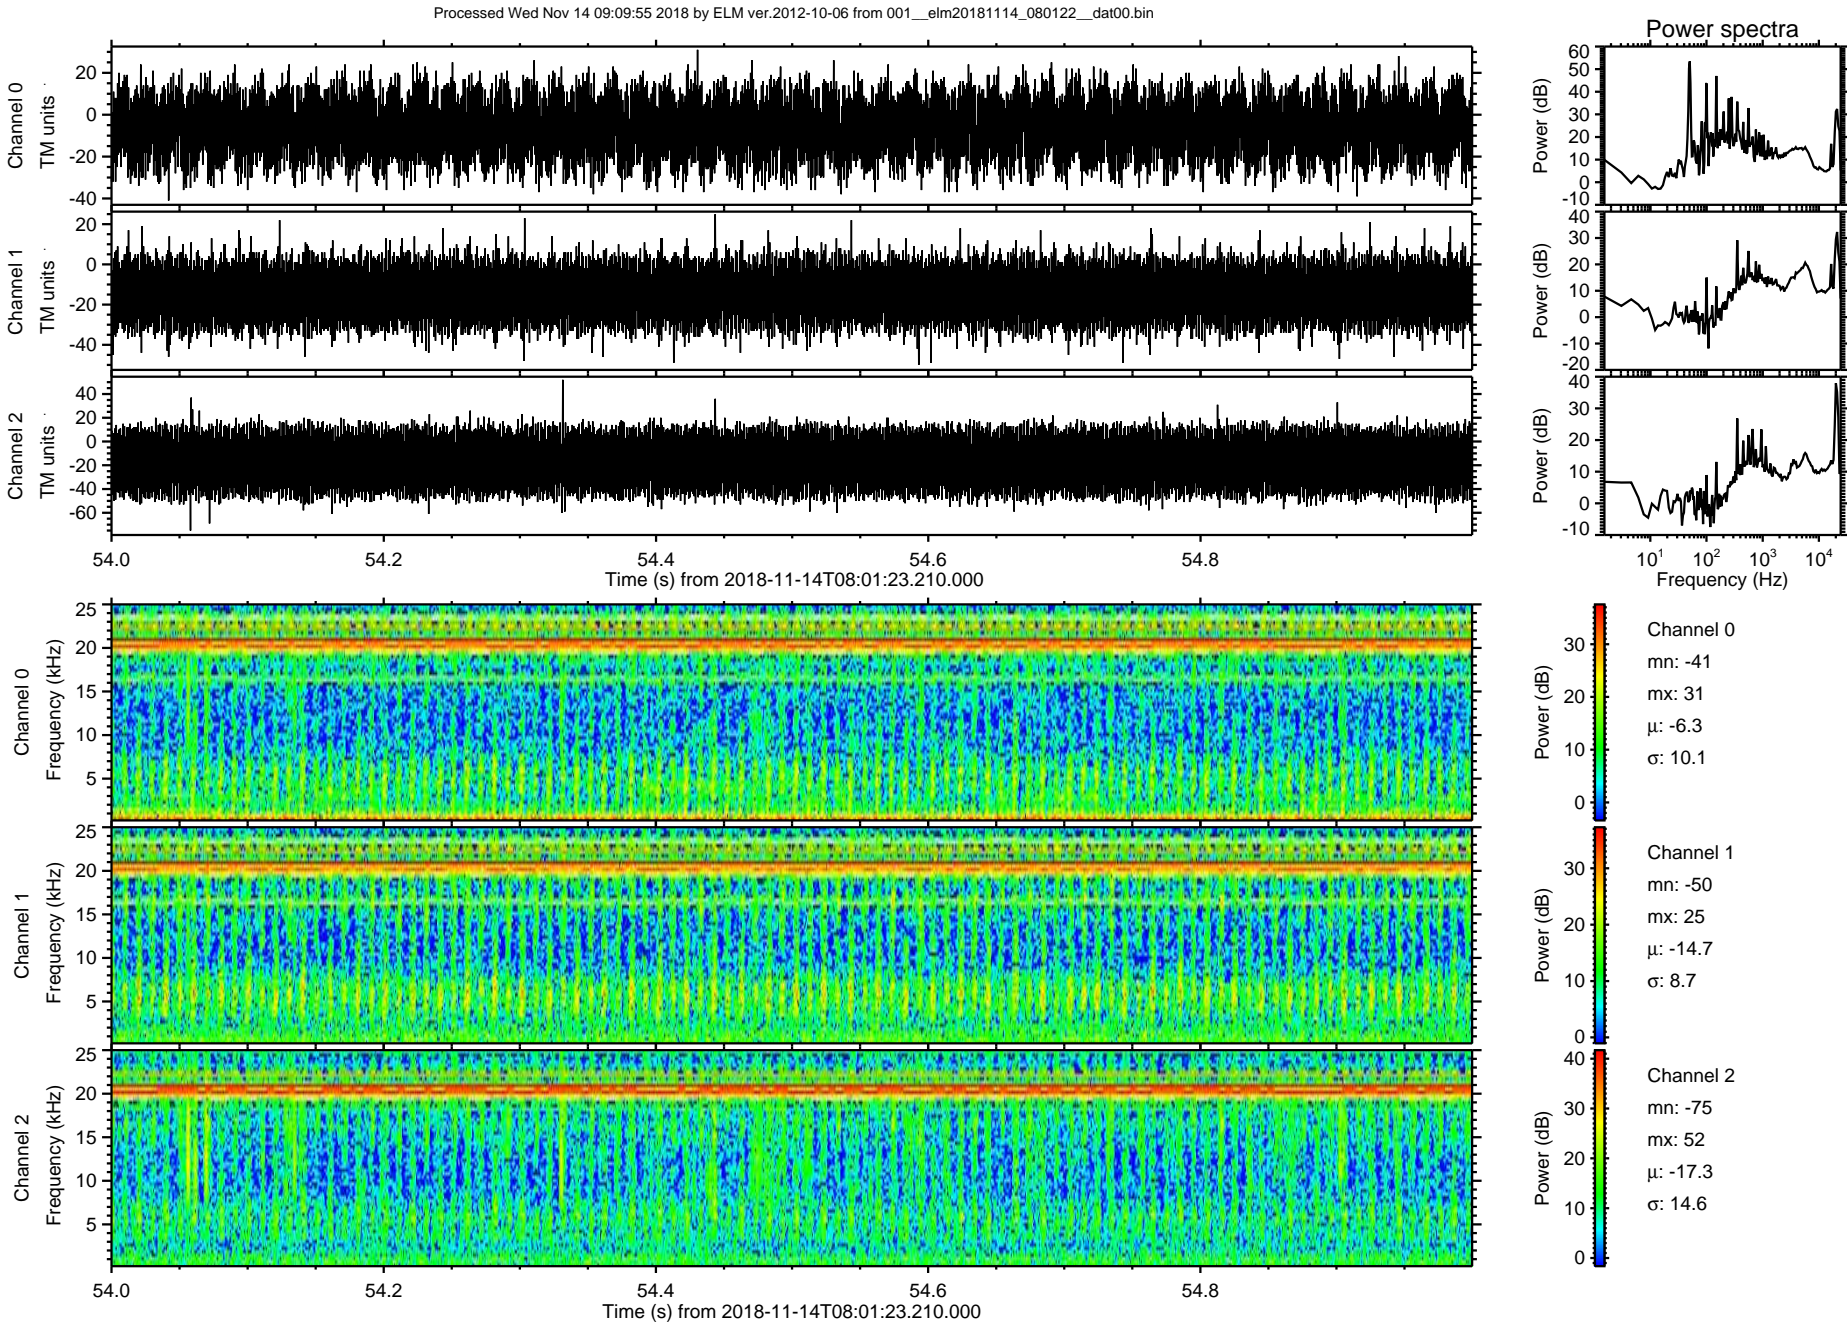 Processed Wed Nov 14 09:09:55 2018 by ELM ver.2012-10-06 from 001__elm20181114_080122__dat00.bin
Power spectra
Channel 0
TM units
20
0
-20
-40
Power (dB)
60
50
40
30
20
10
0
-10
Channel 1
TM units
20
0
-20
-40
Power (dB)
40
30
20
10
0
-10
-20
Channel 2
TM units
40
20
0
-20
-40
-60
Power (dB)
40
30
20
10
0
-10
54.0 54.2 54.4 54.6 54.8
Time (s) from 2018-11-14T08:01:23.210.000
10¹ 10² 10³ 10⁴
Frequency (Hz)
Channel 0
Frequency (kHz)
25
20
15
10
5
Power (dB)
30
20
10
0
Channel 0
mn: -41
mx: 31
μ: -6.3
σ: 10.1
Channel 1
Frequency (kHz)
25
20
15
10
5
Power (dB)
30
20
10
0
Channel 1
mn: -50
mx: 25
μ: -14.7
σ: 8.7
Channel 2
Frequency (kHz)
25
20
15
10
5
Power (dB)
40
30
20
10
0
Channel 2
mn: -75
mx: 52
μ: -17.3
σ: 14.6
54.0 54.2 54.4 54.6 54.8
Time (s) from 2018-11-14T08:01:23.210.000